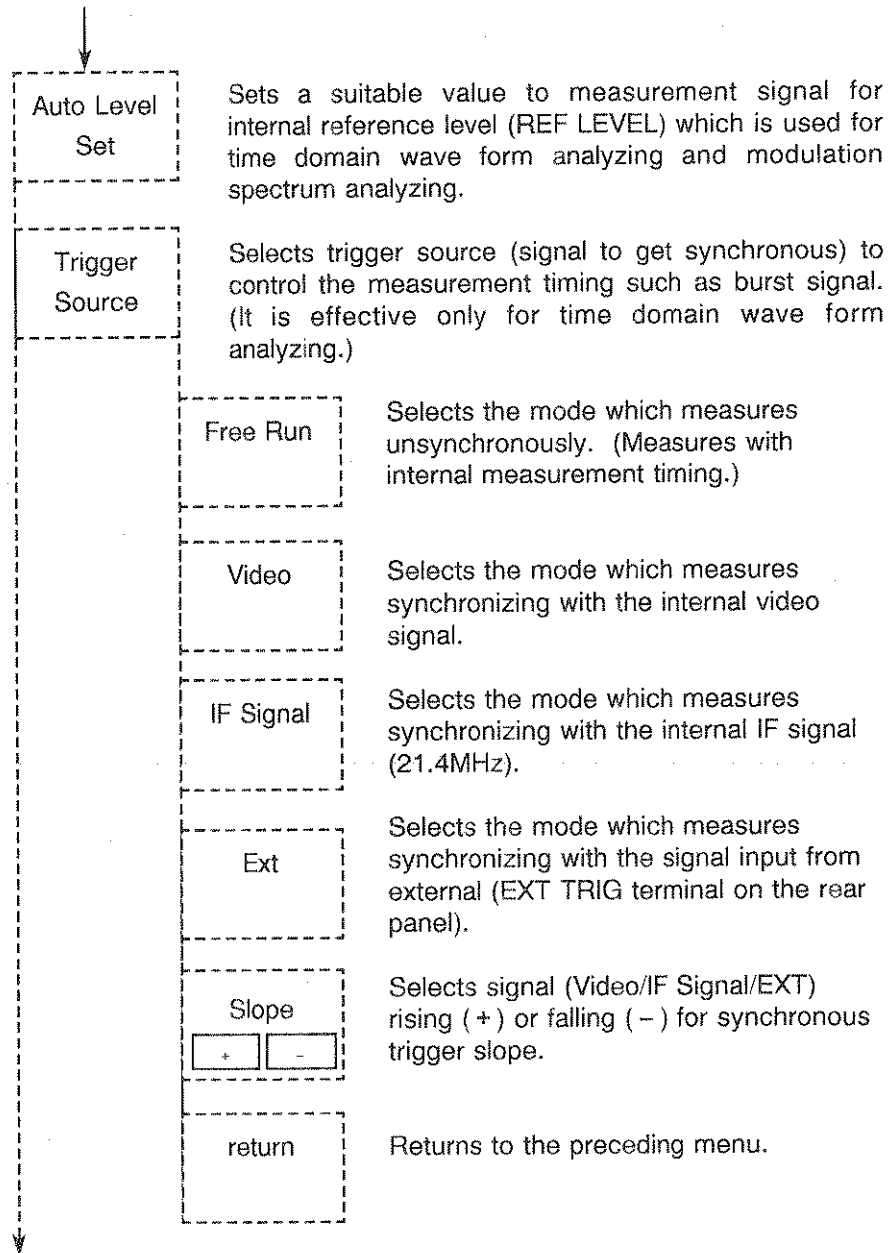 Auto Level
Set
Sets a suitable value to measurement signal for
internal reference level (REF LEVEL) which is used for
time domain wave form analyzing and modulation
spectrum analyzing.
Trigger
Source
Selects trigger source (signal to get synchronous) to
control the measurement timing such as burst signal.
(It is effective only for time domain wave form
analyzing.)
Free Run
Selects the mode which measures
unsynchronously. (Measures with
internal measurement timing.)
Video
Selects the mode which measures
synchronizing with the internal video
signal.
IF Signal
Selects the mode which measures
synchronizing with the internal IF signal
(21.4MHz).
Ext
Selects the mode which measures
synchronizing with the signal input from
external (EXT TRIG terminal on the rear
panel).
Slope
+ -
Selects signal (Video/IF Signal/EXT)
rising (+) or falling (-) for synchronous
trigger slope.
return
Returns to the preceding menu.